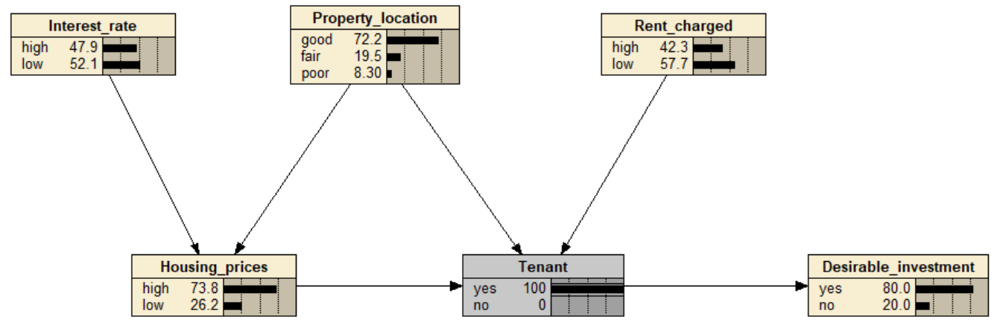 Interest_rate
high 47.9
low 52.1
Property_location
good 72.2
fair 19.5
poor 8.30
Rent_charged
high 42.3
low 57.7
Housing_prices
high 73.8
low 26.2
Tenant
yes 100
no 0
Desirable_investment
yes 80.0
no 20.0